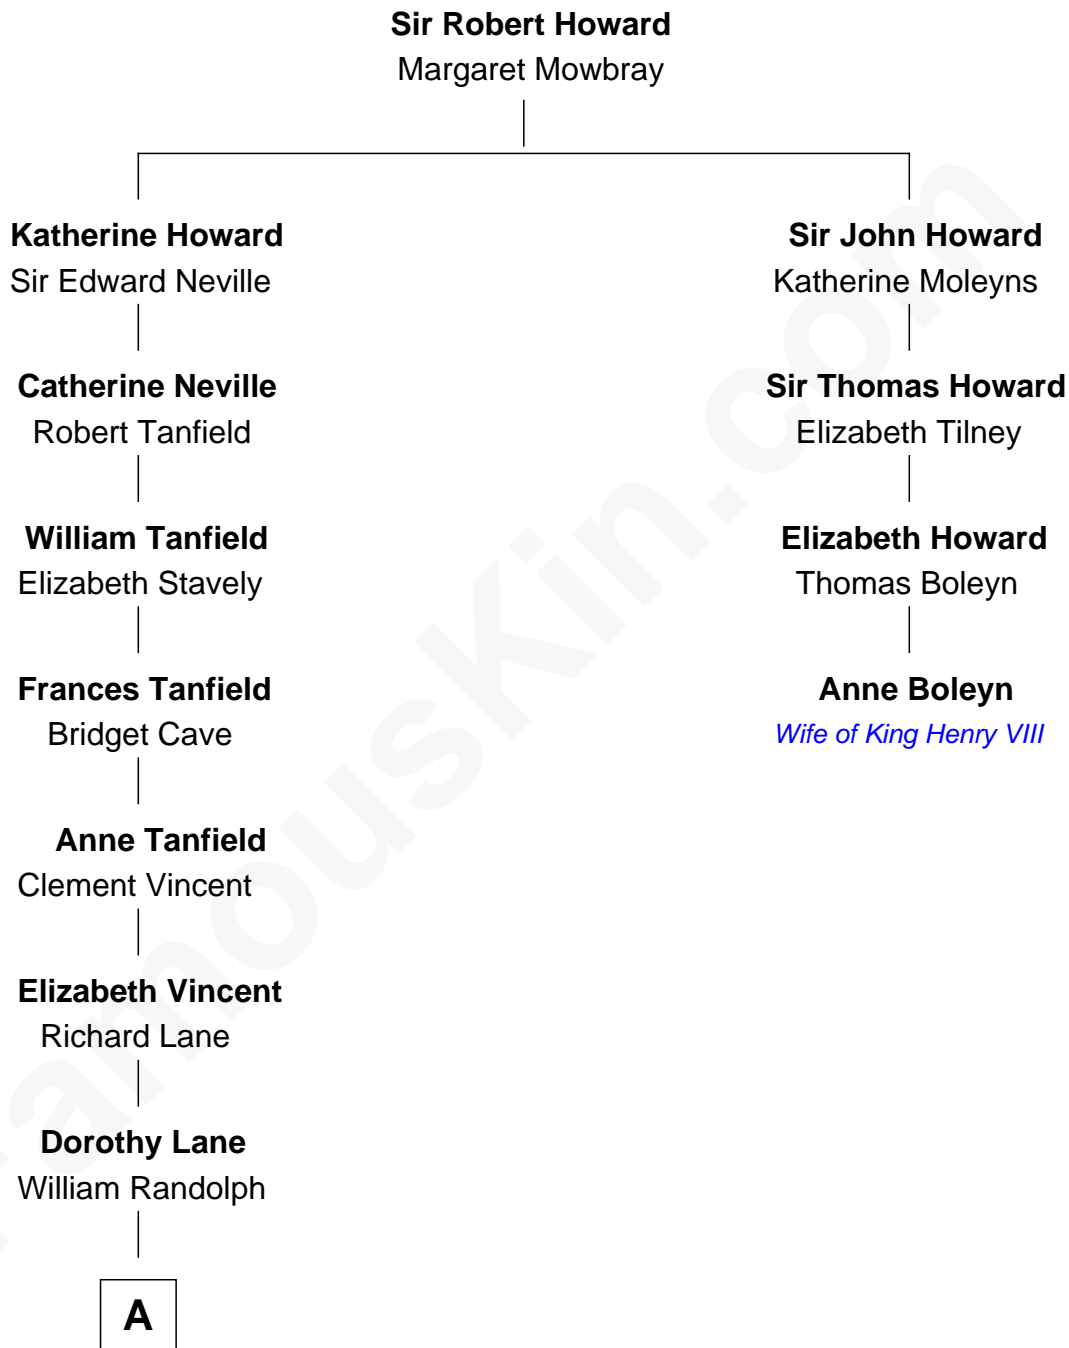 Sir Robert Howard
Margaret Mowbray
Katherine Howard
Sir Edward Neville
Sir John Howard
Katherine Moleyns
Catherine Neville
Robert Tanfield
Sir Thomas Howard
Elizabeth Tilney
William Tanfield
Elizabeth Stavely
Elizabeth Howard
Thomas Boleyn
Frances Tanfield
Bridget Cave
Anne Boleyn
Wife of King Henry VIII
Anne Tanfield
Clement Vincent
Elizabeth Vincent
Richard Lane
Dorothy Lane
William Randolph
A
FamousKin.com